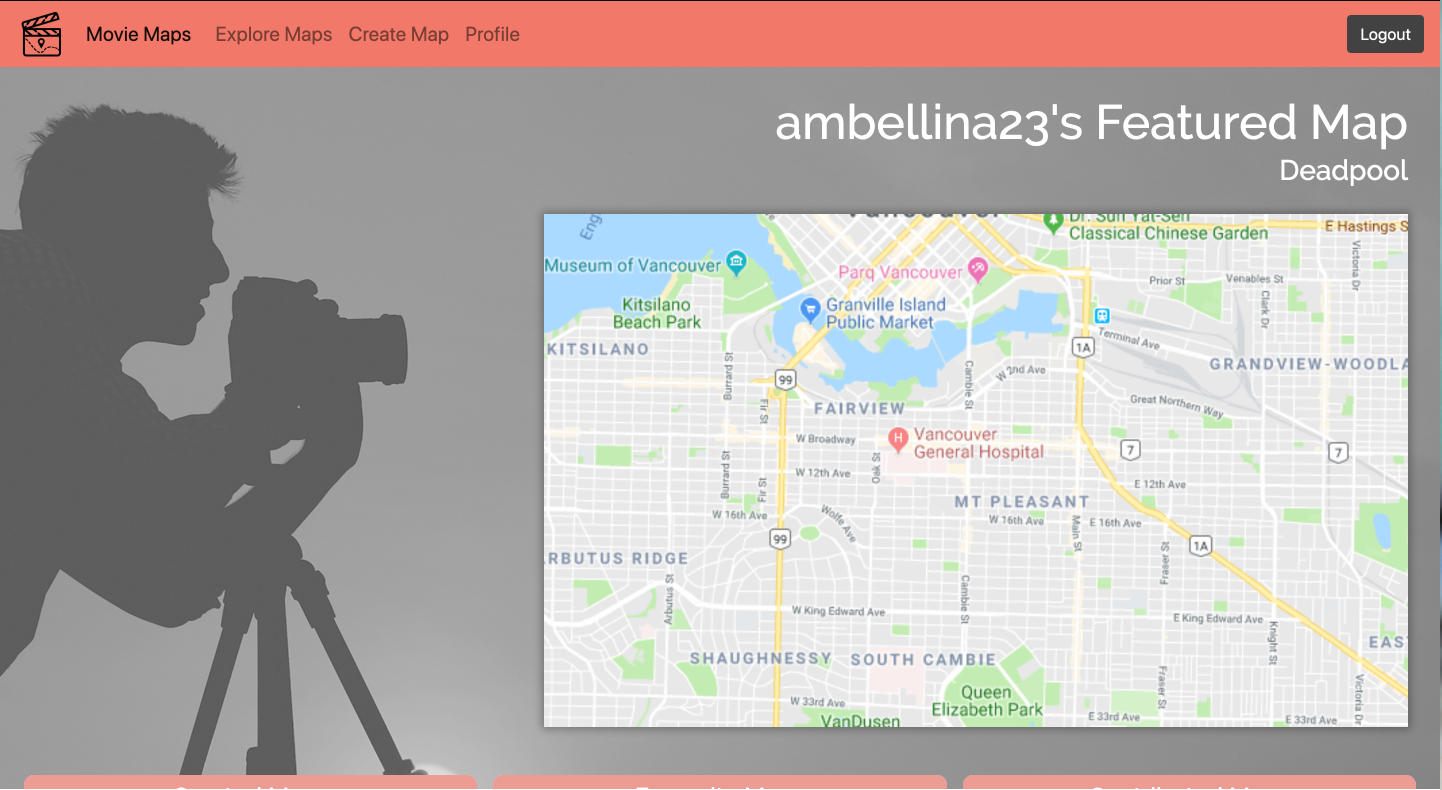 Movie Maps Explore Maps Create Map Profile Logout
ambellina23's Featured Map
Deadpool
Vancouver
Eng
Dr. Sun Yat-Sen
Classical Chinese Garden
E Hastings S
Museum of Vancouver
Parq Vancouver
Prior St
Venables St
Victoria Dr
Clark Dr
Kitsilano
Beach Park
Granville Island
Public Market
Terminal Ave
KITSILANO
1A
GRANDVIEW-WOODLA
Burrard St
99
Cambie St
W 2nd Ave
Fir St
FAIRVIEW
Great Northern Way
W Broadway
H
Vancouver
General Hospital
7
7
Burrard St
Fir St
W 12th Ave
Oak St
E 12th Ave
MT PLEASANT
W 16th Ave
Wolfe Ave
W 16th Ave
Main St
E 16th Ave
99
1A
RBUTUS RIDGE
Fraser St
Arbutus St
Cambie St
W King Edward Ave
E King Edward Ave
Knight St
EAS
SHAUGHNESSY
SOUTH CAMBIE
Queen
Elizabeth Park
Fraser St
Victoria Dr
W 33rd Ave
VanDusen
E 33rd Ave
E 33rd Ave